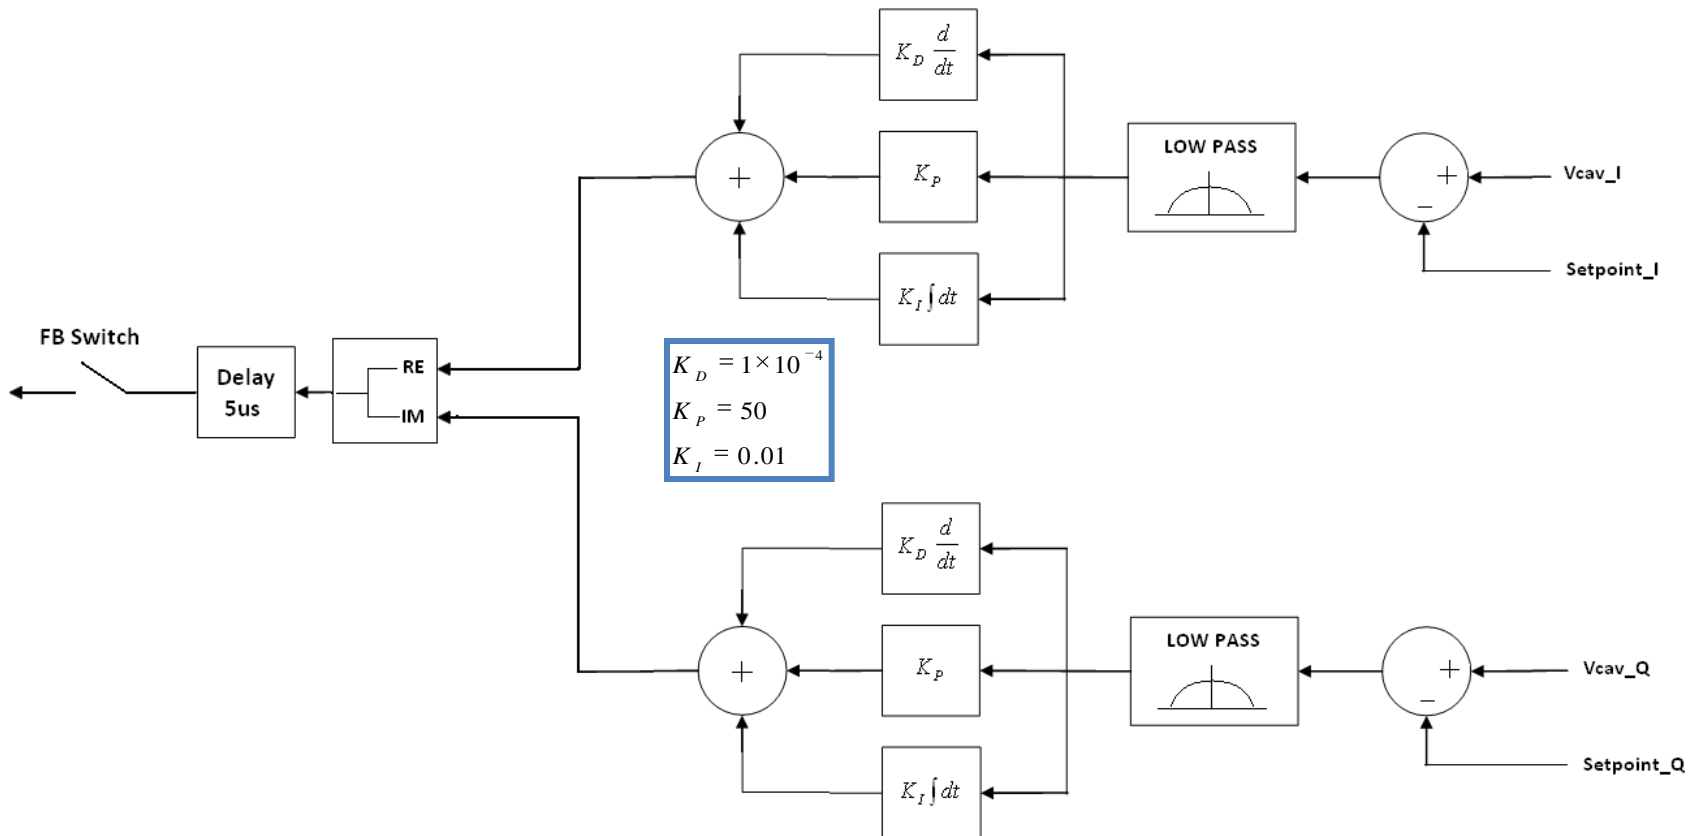 K_D d/dt
LOW PASS
K_P
+
+
Vcav_I
−
K_I ∫ dt
Setpoint_I
FB Switch
Delay
5us
RE
IM
K_D = 1×10^−4
K_P = 50
K_I = 0.01
K_D d/dt
LOW PASS
K_P
+
+
Vcav_Q
−
K_I ∫ dt
Setpoint_Q